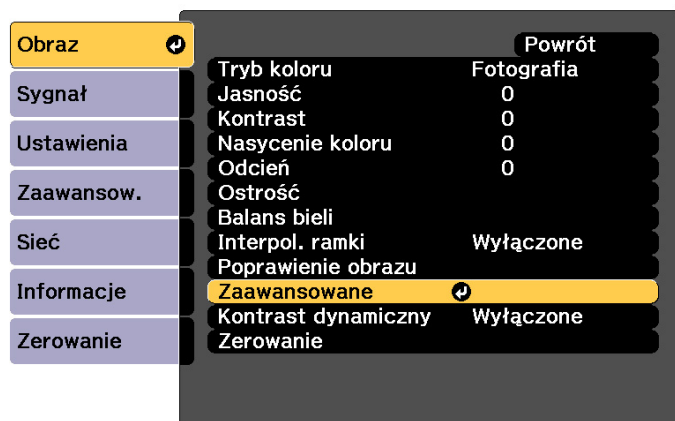 Obraz
Sygnał
Ustawienia
Zaawansow.
Sieć
Informacje
Zerowanie
Powrót
Tryb koloru Fotografia
Jasność 0
Kontrast 0
Nasycenie koloru 0
Odcień 0
Ostrość
Balans bieli
Interpol. ramki Wyłączone
Poprawienie obrazu
Zaawansowane
Kontrast dynamiczny Wyłączone
Zerowanie